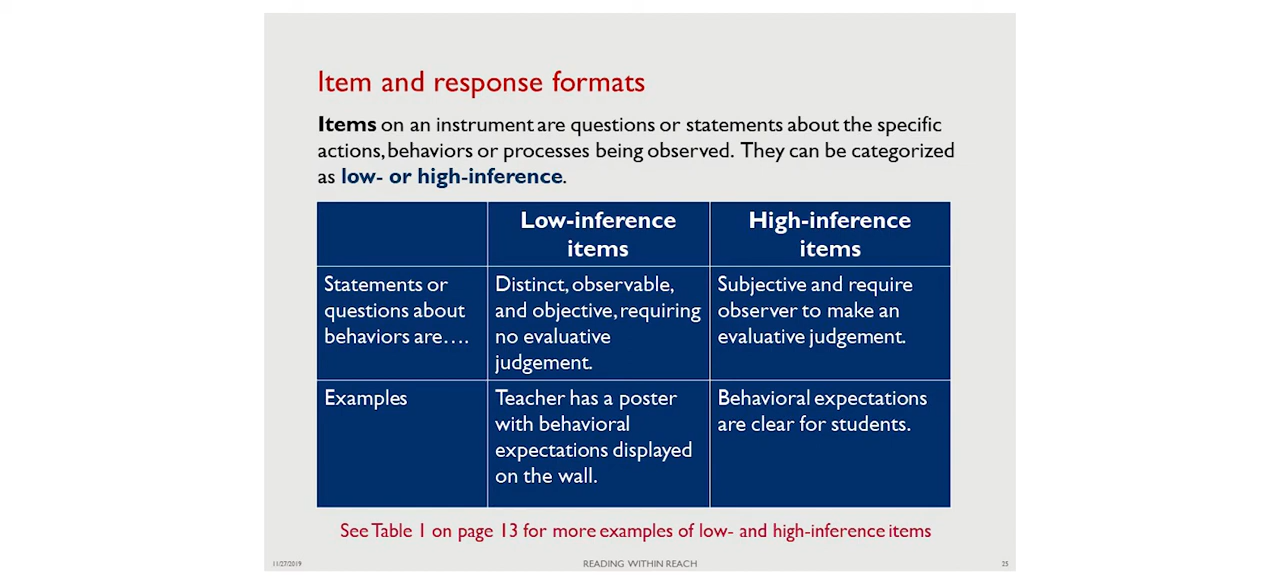 Item and response formats
Items on an instrument are questions or statements about the specific
actions, behaviors or processes being observed. They can be categorized
as low- or high-inference.
Low-inference
items
High-inference
items
Statements or
questions about
behaviors are….
Distinct, observable,
and objective, requiring
no evaluative
judgement.
Subjective and require
observer to make an
evaluative judgement.
Examples
Teacher has a poster
with behavioral
expectations displayed
on the wall.
Behavioral expectations
are clear for students.
See Table 1 on page 13 for more examples of low- and high-inference items
11/27/2019
READING WITHIN REACH
25